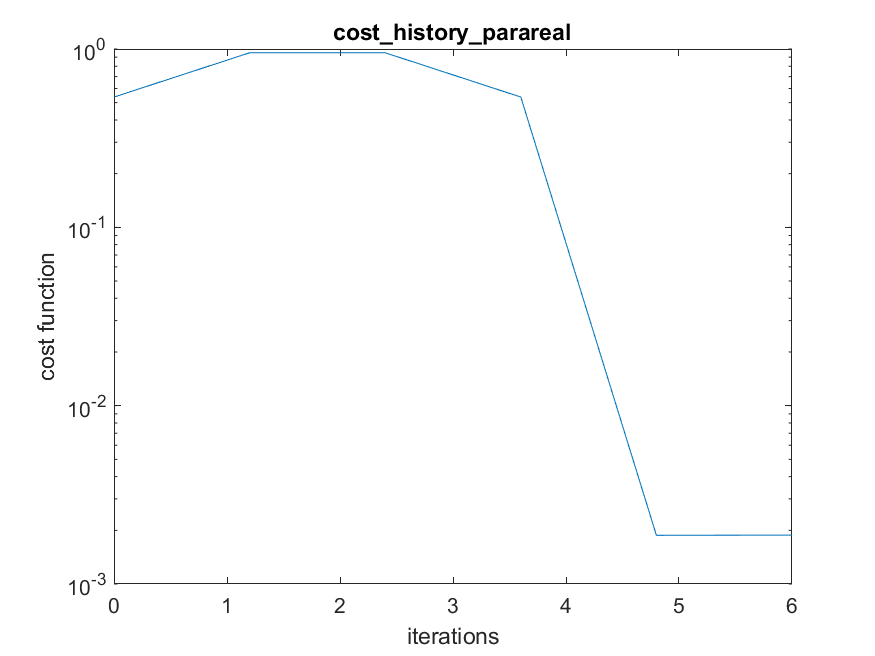 cost_history_parareal
10^0
10^-1
10^-2
10^-3
cost function
0 1 2 3 4 5 6
iterations